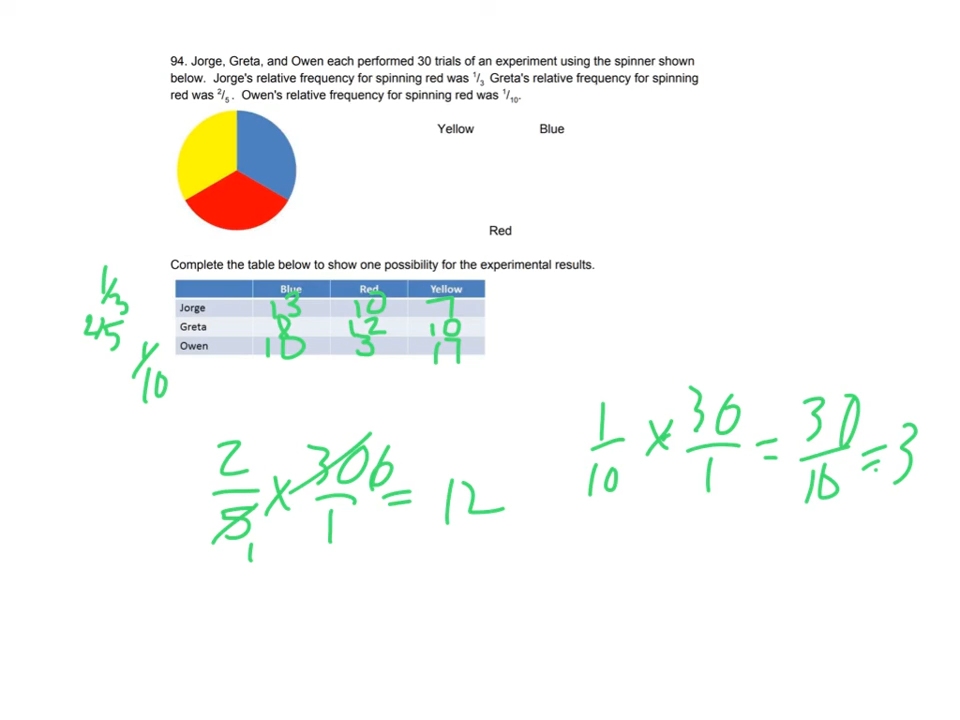 94. Jorge, Greta, and Owen each performed 30 trials of an experiment using the spinner shown
below. Jorge's relative frequency for spinning red was 1/3 Greta's relative frequency for spinning
red was 2/5. Owen's relative frequency for spinning red was 1/10.
Yellow Blue
Red
Complete the table below to show one possibility for the experimental results.
Blue Red Yellow
Jorge 13 10 7
Greta 8 12 10
Owen 10 3 17
1/3
2/5
1/10
2/5 x 30/1 6 = 12
1
1/10 x 30/1 = 30/10 = 3